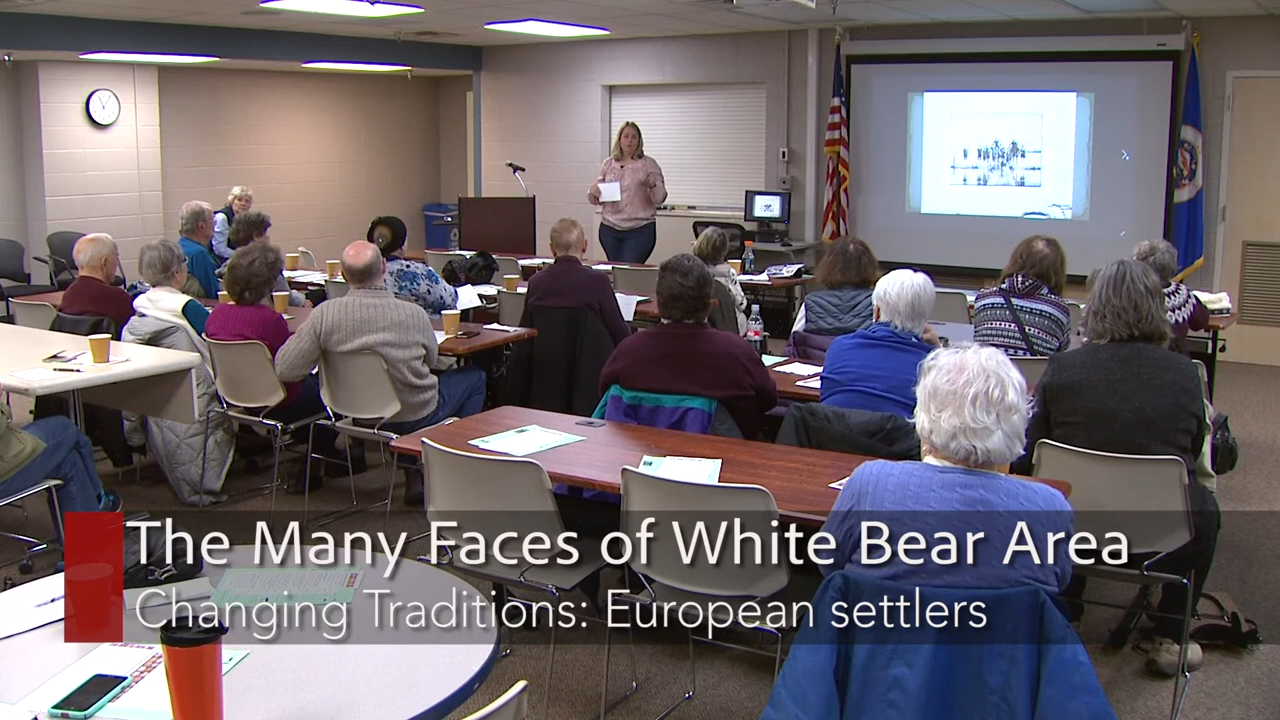 The Many Faces of White Bear Area
Changing Traditions: European settlers